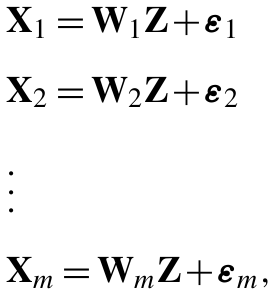 X₁ = W₁Z + ε₁
X₂ = W₂Z + ε₂
⋮
Xₘ = WₘZ + εₘ,